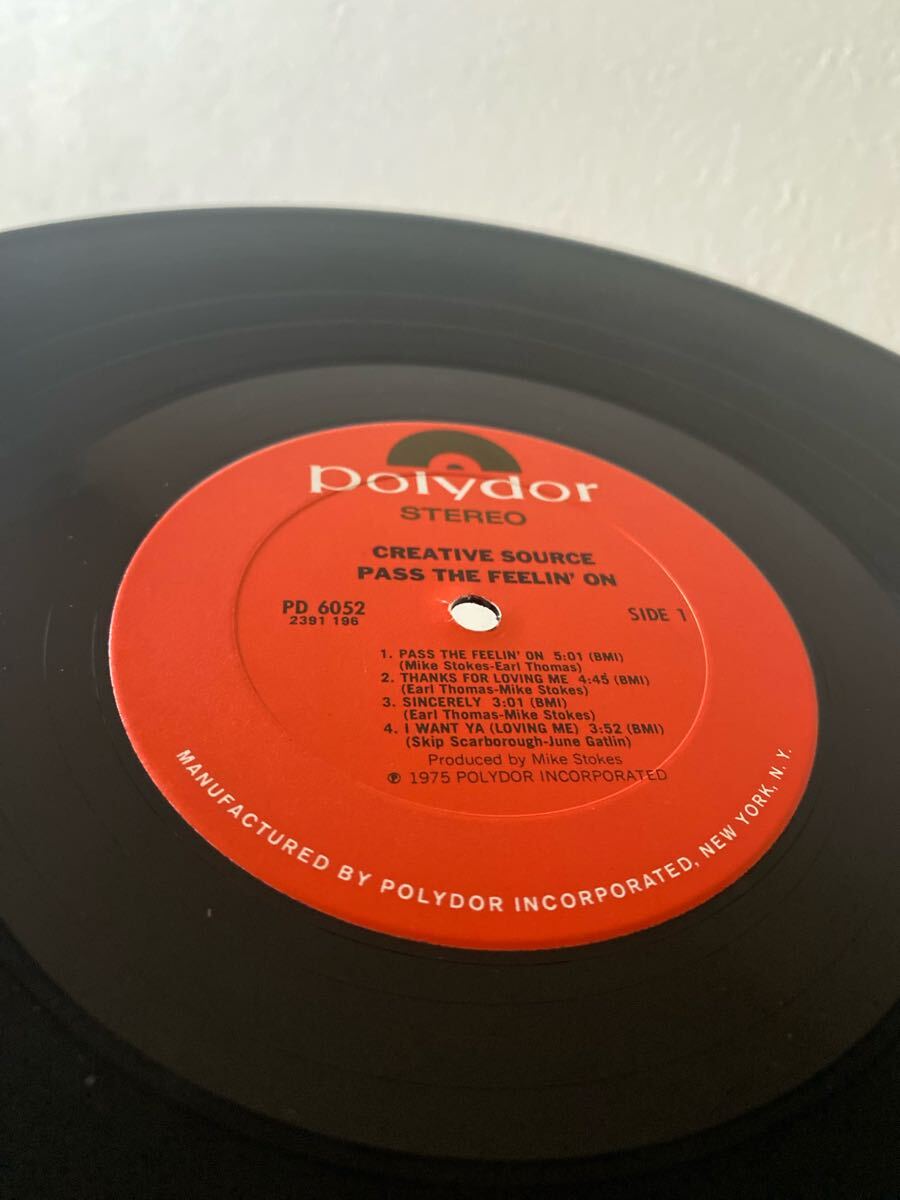 polydor
STEREO
CREATIVE SOURCE
PASS THE FEELIN' ON
PD 6052
2391 196
SIDE 1
1. PASS THE FEELIN' ON 5:01 (BMI)
(Mike Stokes-Earl Thomas)
2. THANKS FOR LOVING ME 4:45 (BMI)
(Earl Thomas-Mike Stokes)
3. SINCERELY 3:01 (BMI)
(Earl Thomas-Mike Stokes)
4. I WANT YA (LOVING ME) 3:52 (BMI)
(Skip Scarborough-June Gatlin)
Produced by Mike Stokes
℗ 1975 POLYDOR INCORPORATED
MANUFACTURED BY POLYDOR INCORPORATED, NEW YORK, N. Y.